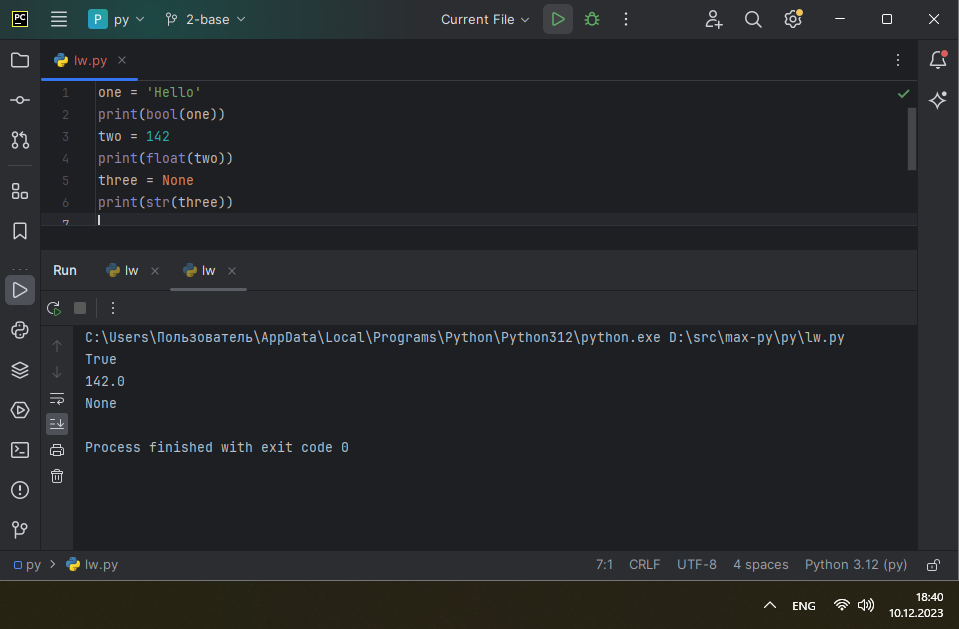 PC P py 2-base Current File
lw.py
1 one = 'Hello'
2 print(bool(one))
3 two = 142
4 print(float(two))
5 three = None
6 print(str(three))
7
Run lw lw
C:\Users\Пользователь\AppData\Local\Programs\Python\Python312\python.exe D:\src\max-py\py\lw.py
True
142.0
None
Process finished with exit code 0
py > lw.py 7:1 CRLF UTF-8 4 spaces Python 3.12 (py)
ENG 18:40
10.12.2023